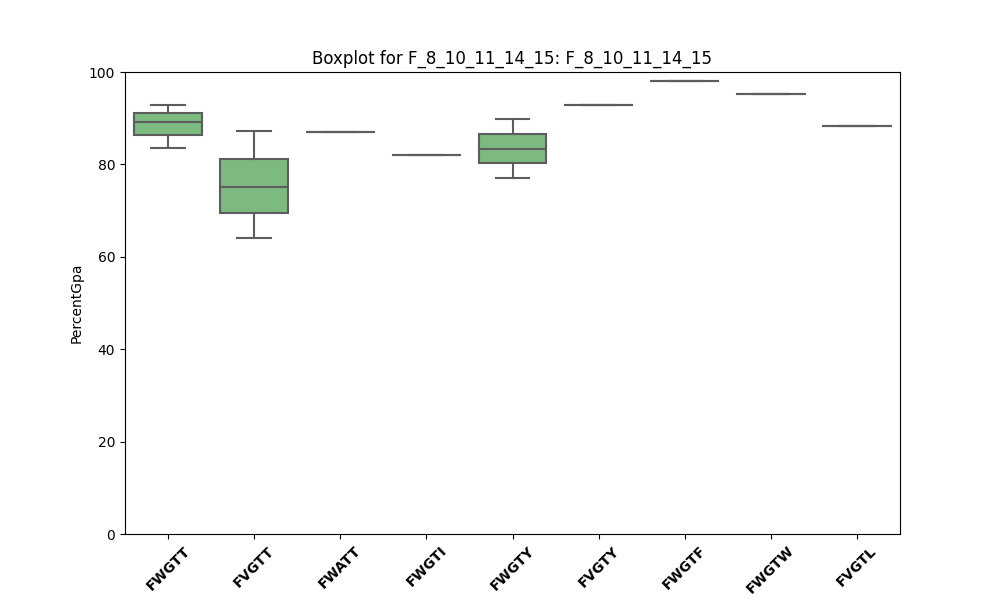 Boxplot for F_8_10_11_14_15: F_8_10_11_14_15
PercentGpa
100
80
60
40
20
0
FWGTT
FVGTT
FWATT
FWGTI
FWGTY
FVGTY
FWGTF
FWGTW
FVGTL